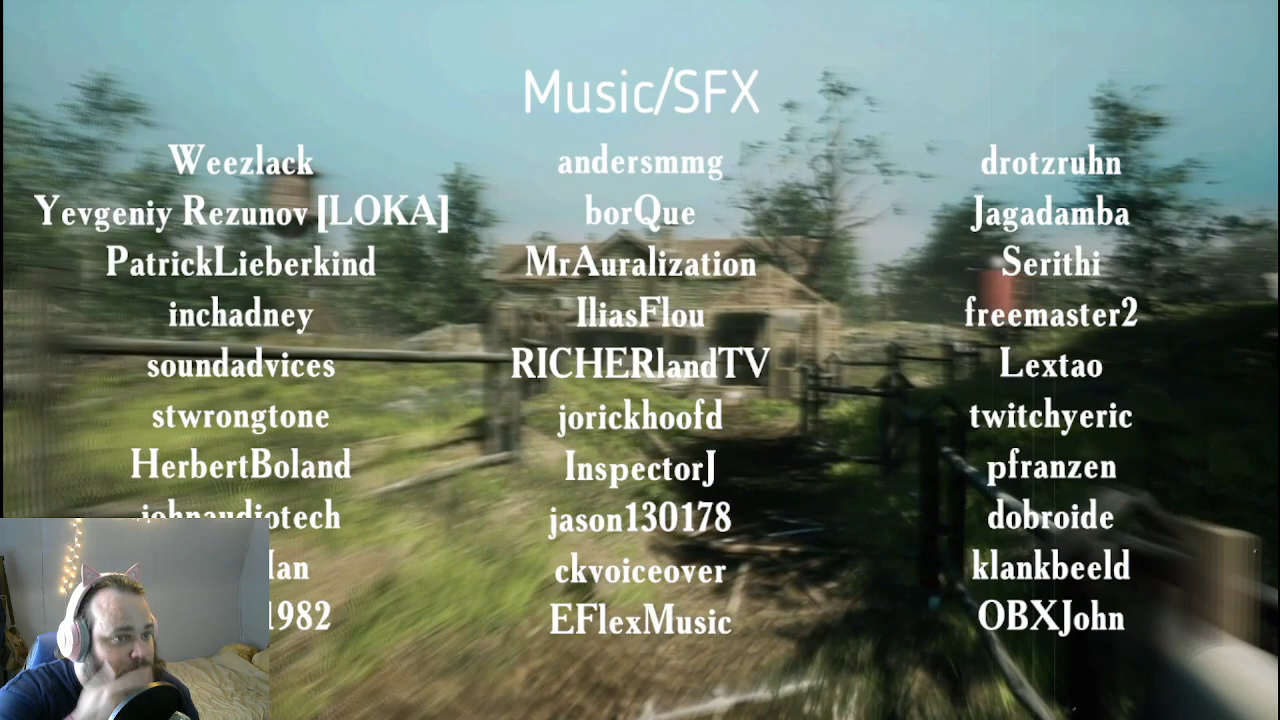 Music/SFX
Weezlack
Yevgeniy Rezunov [LOKA]
PatrickLieberkind
inchadney
soundadvices
stwrongtone
HerbertBoland
johnaudiotech
andersmmg
borQue
MrAuralization
IliasFlou
RICHERlandTV
jorickhoofd
InspectorJ
jason130178
ckvoiceover
EFlexMusic
drotzruhn
Jagadamba
Serithi
freemaster2
Lextao
twitchyeric
pfranzen
dobroide
klankbeeld
OBXJohn